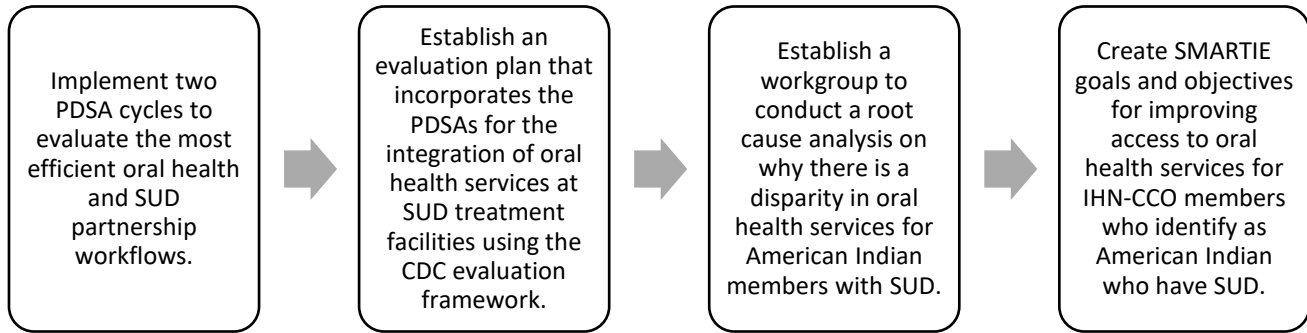 Implement two
PDSA cycles to
evaluate the most
efficient oral health
and SUD
partnership
workflows.
Establish an
evaluation plan that
incorporates the
PDSAs for the
integration of oral
health services at
SUD treatment
facilities using the
CDC evaluation
framework.
Establish a
workgroup to
conduct a root
cause analysis on
why there is a
disparity in oral
health services for
American Indian
members with SUD.
Create SMARTIE
goals and objectives
for improving
access to oral
health services for
IHN-CCO members
who identify as
American Indian
who have SUD.